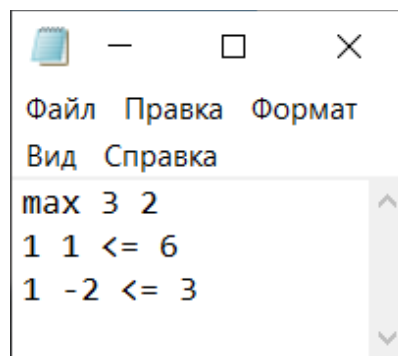 Файл Правка Формат
Вид Справка
max 3 2
1 1 <= 6
1 -2 <= 3